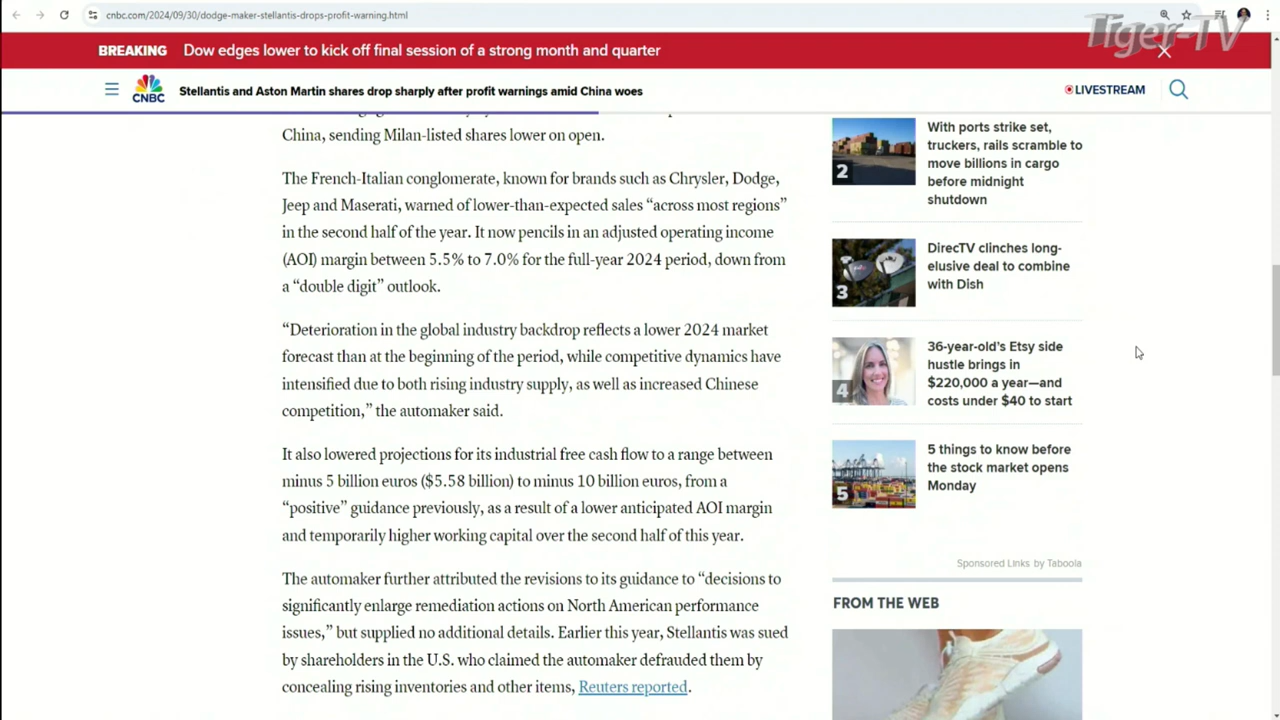 cnbc.com/2024/09/30/dodge-maker-stellantis-drops-profit-warning.html
Tiger-TV
BREAKING Dow edges lower to kick off final session of a strong month and quarter
CNBC
Stellantis and Aston Martin shares drop sharply after profit warnings amid China woes
LIVESTREAM
China, sending Milan-listed shares lower on open.
The French-Italian conglomerate, known for brands such as Chrysler, Dodge,
Jeep and Maserati, warned of lower-than-expected sales “across most regions”
in the second half of the year. It now pencils in an adjusted operating income
(AOI) margin between 5.5% to 7.0% for the full-year 2024 period, down from
a “double digit” outlook.
“Deterioration in the global industry backdrop reflects a lower 2024 market
forecast than at the beginning of the period, while competitive dynamics have
intensified due to both rising industry supply, as well as increased Chinese
competition,” the automaker said.
It also lowered projections for its industrial free cash flow to a range between
minus 5 billion euros ($5.58 billion) to minus 10 billion euros, from a
“positive” guidance previously, as a result of a lower anticipated AOI margin
and temporarily higher working capital over the second half of this year.
The automaker further attributed the revisions to its guidance to “decisions to
significantly enlarge remediation actions on North American performance
issues,” but supplied no additional details. Earlier this year, Stellantis was sued
by shareholders in the U.S. who claimed the automaker defrauded them by
concealing rising inventories and other items, Reuters reported.
2
With ports strike set,
truckers, rails scramble to
move billions in cargo
before midnight
shutdown
3
DirecTV clinches long-
elusive deal to combine
with Dish
4
36-year-old’s Etsy side
hustle brings in
$220,000 a year—and
costs under $40 to start
5
5 things to know before
the stock market opens
Monday
Sponsored Links by Taboola
FROM THE WEB